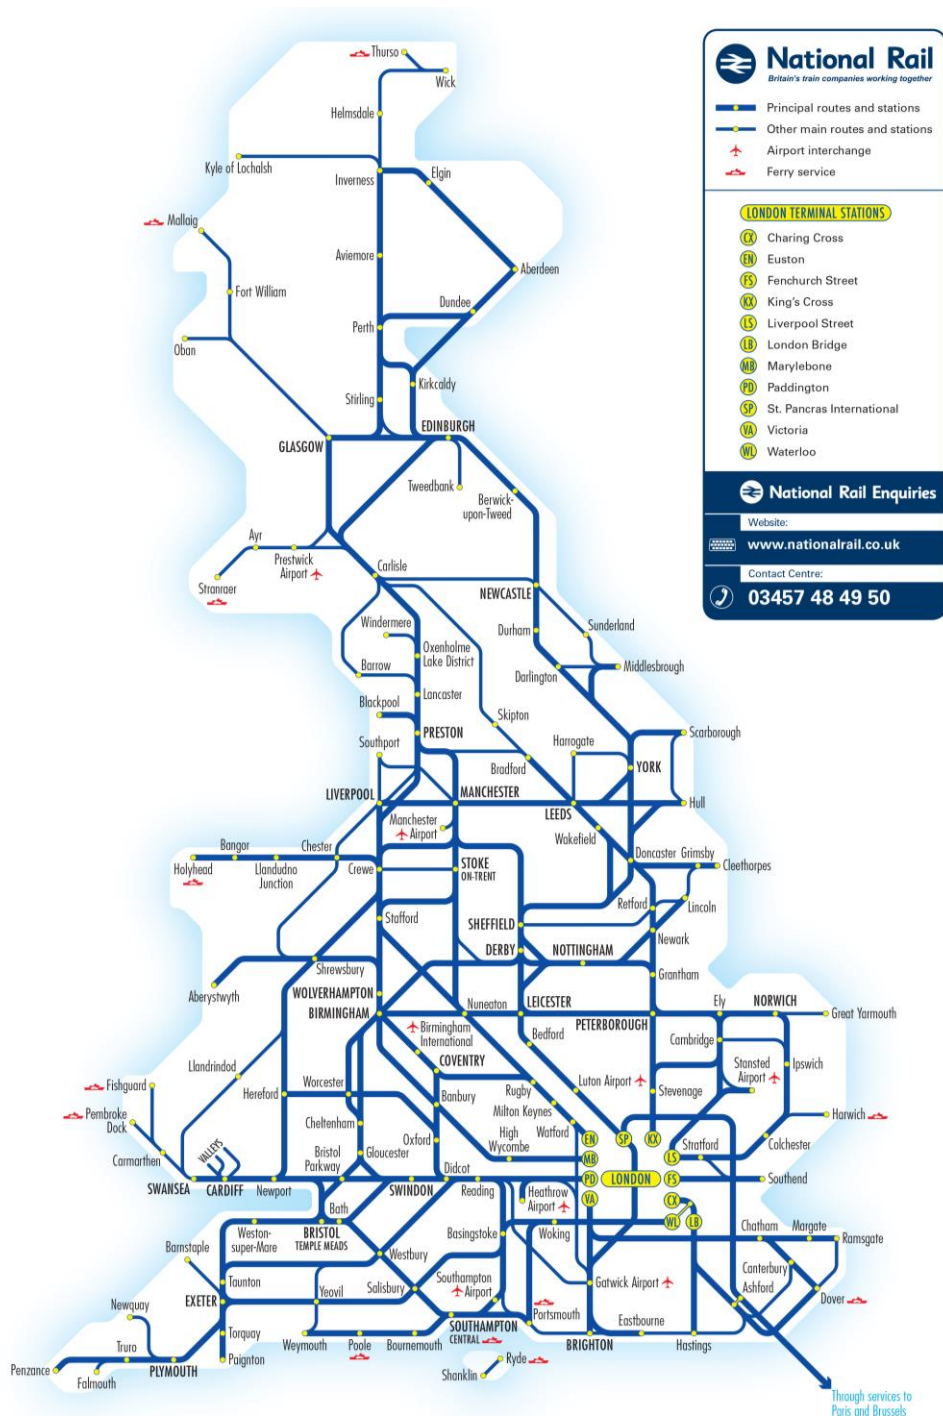 National Rail
Britain's train companies working together
Principal routes and stations
Other main routes and stations
Airport interchange
Ferry service
LONDON TERMINAL STATIONS
CX Charing Cross
EN Euston
FS Fenchurch Street
KX King's Cross
LS Liverpool Street
LB London Bridge
MB Marylebone
PD Paddington
SP St. Pancras International
VA Victoria
WL Waterloo
National Rail Enquiries
Website:
www.nationalrail.co.uk
Contact Centre:
03457 48 49 50
Thurso
Wick
Helmsdale
Kyle of Lochalsh
Inverness
Elgin
Mallaig
Aviemore
Aberdeen
Fort William
Dundee
Perth
Oban
Kirkcaldy
Stirling
GLASGOW
EDINBURGH
Tweedbank
Berwick-
upon-Tweed
Ayr
Prestwick
Airport
Carlisle
Stranraer
NEWCASTLE
Windermere
Durham
Sunderland
Oxenholme
Lake District
Barrow
Darlington
Middlesbrough
Lancaster
Blackpool
Skipton
PRESTON
Scarborough
Southport
Harrogate
Bradford
YORK
LIVERPOOL
MANCHESTER
LEEDS
Hull
Manchester
Airport
Wakefield
Bangor
Chester
Holyhead
Llandudno
Junction
Crewe
STOKE
ON-TRENT
Doncaster
Grimsby
Cleethorpes
Stafford
Retford
Lincoln
SHEFFIELD
Newark
DERBY
NOTTINGHAM
Shrewsbury
Grantham
Aberystwyth
WOLVERHAMPTON
Nuneaton
LEICESTER
Ely
NORWICH
BIRMINGHAM
PETERBOROUGH
Great Yarmouth
Birmingham
International
Bedford
Cambridge
Llandrindod
COVENTRY
Stansted
Airport
Ipswich
Fishguard
Hereford
Worcester
Banbury
Rugby
Luton Airport
Stevenage
Pembroke
Dock
Cheltenham
Milton Keynes
Harwich
Watford
EN
SP
KX
Carmarthen
VALLEYS
Bristol
Parkway
Gloucester
Oxford
High
Wycombe
MB
LS
Stratford
Colchester
SWANSEA
CARDIFF
Newport
SWINDON
Didcot
Reading
PD
LONDON
FS
Southend
Heathrow
Airport
VA
CX
Bath
WL
LB
Weston-
super-Mare
BRISTOL
TEMPLE MEADS
Basingstoke
Woking
Chatham
Margate
Ramsgate
Barnstaple
Westbury
Canterbury
Taunton
Salisbury
Southampton
Airport
Gatwick Airport
Ashford
Yeovil
Dover
EXETER
Newquay
Portsmouth
Torquay
SOUTHAMPTON
CENTRAL
Eastbourne
Truro
Weymouth
Poole
Bournemouth
BRIGHTON
Hastings
Penzance
Falmouth
PLYMOUTH
Paignton
Ryde
Shanklin
Through services to
Paris and Brussels